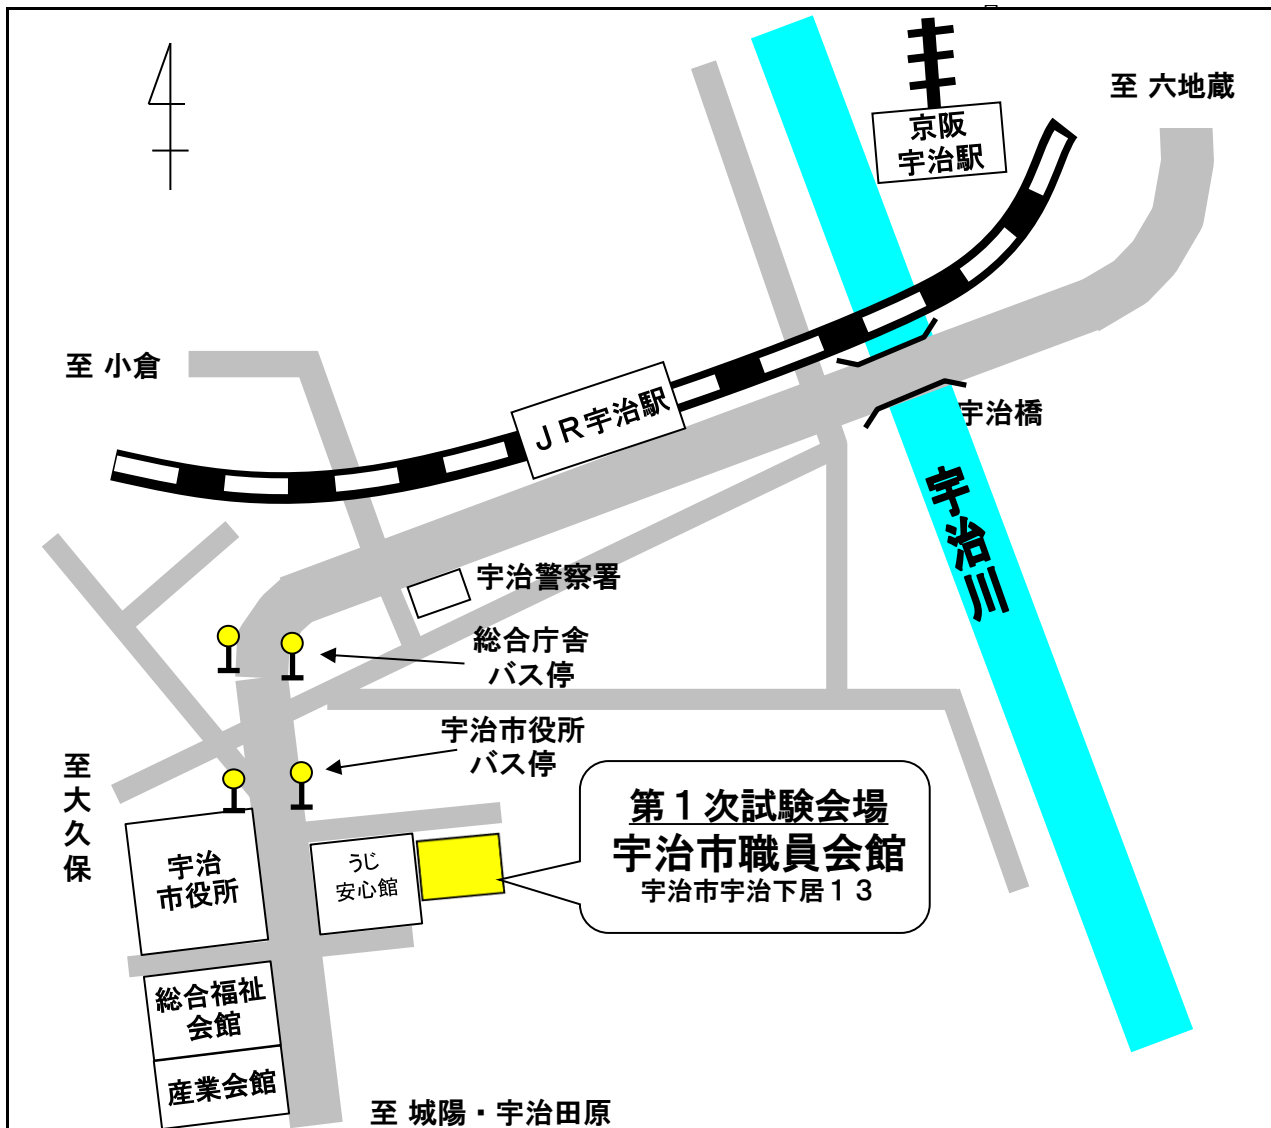 至 六地蔵
京阪
宇治駅
至 小倉
ＪＲ宇治駅
宇治橋
宇治川
宇治警察署
総合庁舎
バス停
宇治市役所
バス停
至大久保
第１次試験会場
宇治市職員会館
宇治市宇治下居１３
宇治
市役所
うじ
安心館
総合福祉
会館
産業会館
至 城陽・宇治田原